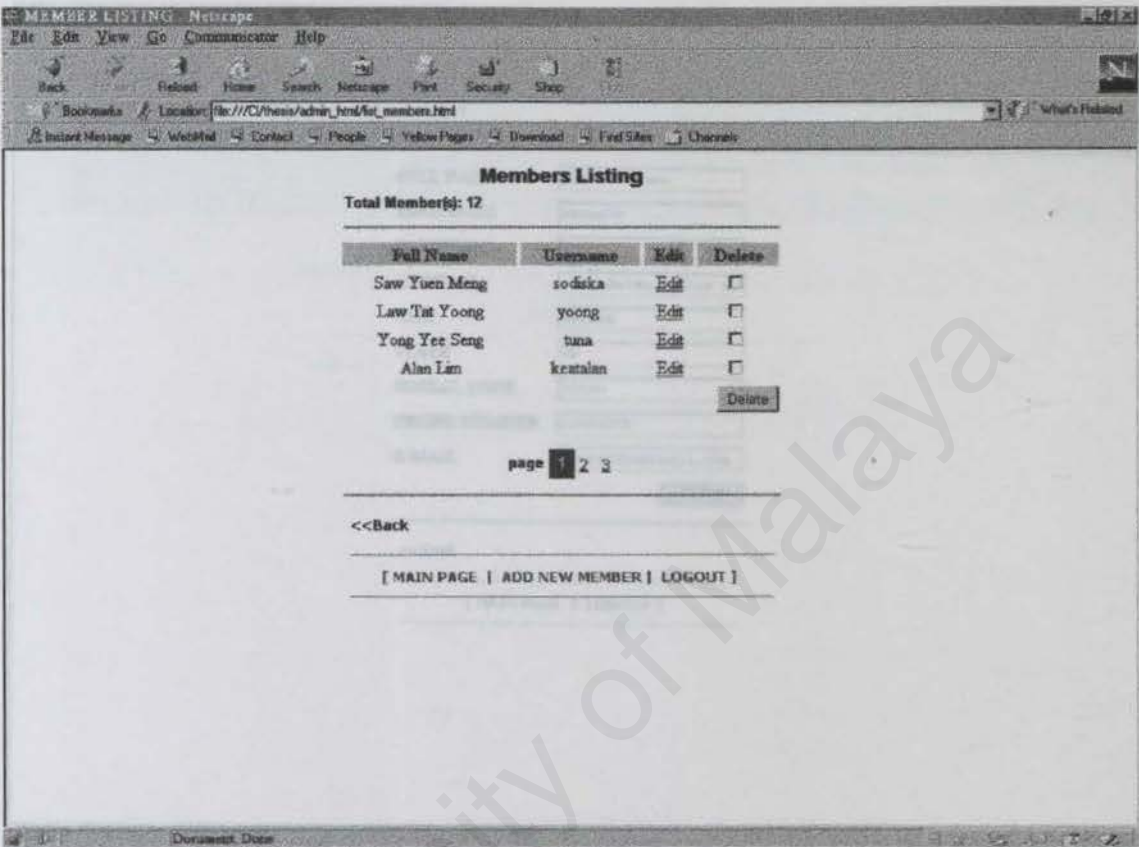 MEMBER LISTING - Netscape
File Edit View Go Communicator Help
Back Reload Home Search Netscape Print Security Shop
Bookmarks Location: file:///C|/thesis/admin_html/list_members.html What's Related
Instant Message WebMail Contact People Yellow Pages Download Find Sites Channels
Members Listing
Total Member(s): 12
Full Name Username Edit Delete
Saw Yuen Meng sodiska Edit
Law Tat Yoong yoong Edit
Yong Yee Seng tuna Edit
Alan Lim keatalan Edit
Delete
page 1 2 3
<<Back
[ MAIN PAGE | ADD NEW MEMBER | LOGOUT ]
Document: Done
University of Malaya